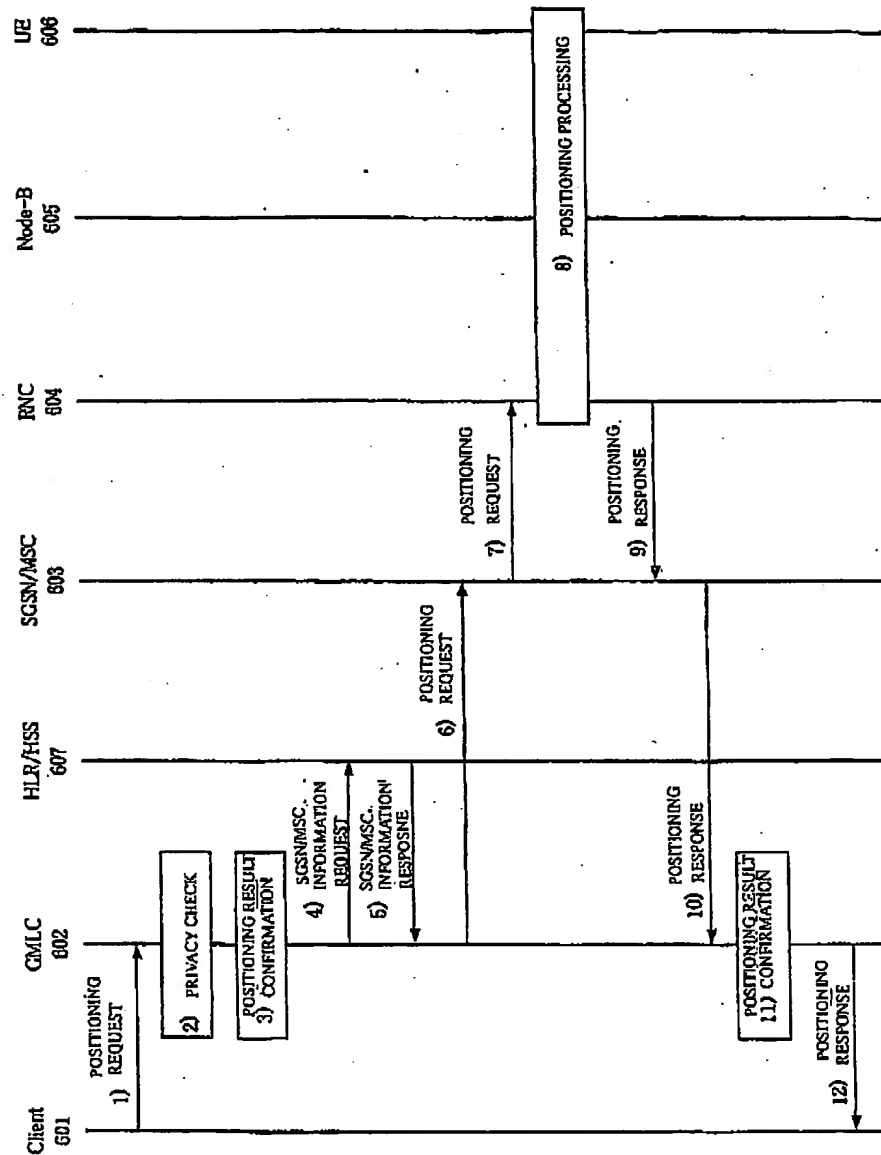 Client
601
GMLC
602
HLR/HSS
607
SGSN/MSC
603
RNC
604
Node-B
605
UE
606
POSITIONING
1) REQUEST
2) PRIVACY CHECK
POSITIONING RESULT
3) CONFIRMATION
SGSN/MSC
4) INFORMATION
REQUEST
SGSN/MSC
5) INFORMATION
RESPOSNE
POSITIONING
6) REQUEST
POSITIONING
7) REQUEST
8) POSITIONING PROCESSING
POSITIONING
9) RESPONSE
POSITIONING
10) RESPONSE
POSITIONING RESULT
11) CONFIRMATION
POSITIONING
12) RESPONSE